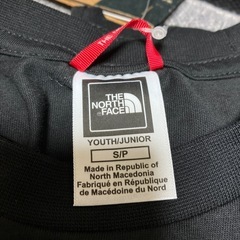 THE
NORTH
FACE
YOUTH/JUNIOR
S/P
Made in Republic of
North Macedonia
Fabriqué en République
de Macédoine du Nord